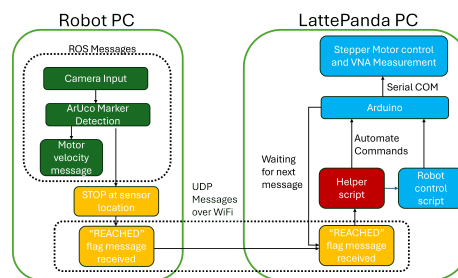 Robot PC
ROS Messages
Camera Input
ArUco Marker
Detection
Motor
velocity
message
STOP at sensor
location
"REACHED"
flag message
received
UDP
Messages
over WiFi
LattePanda PC
Stepper Motor control
and VNA Measurement
Serial COM
Arduino
Automate
Commands
Waiting
for next
message
Helper
script
Robot
control
script
"REACHED"
flag message
received